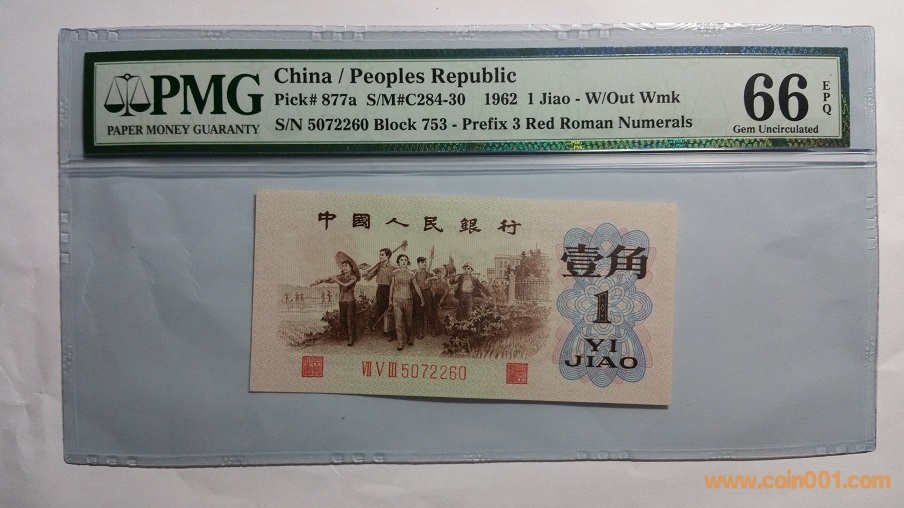 PMG
PAPER MONEY GUARANTY
China / Peoples Republic
Pick# 877a S/M#C284-30 1962 1 Jiao - W/Out Wmk
S/N 5072260 Block 753 - Prefix 3 Red Roman Numerals
66
EPQ
Gem Uncirculated
中國人民銀行
壹角
1
YI
JIAO
VII V III 5072260
www.coin001.com